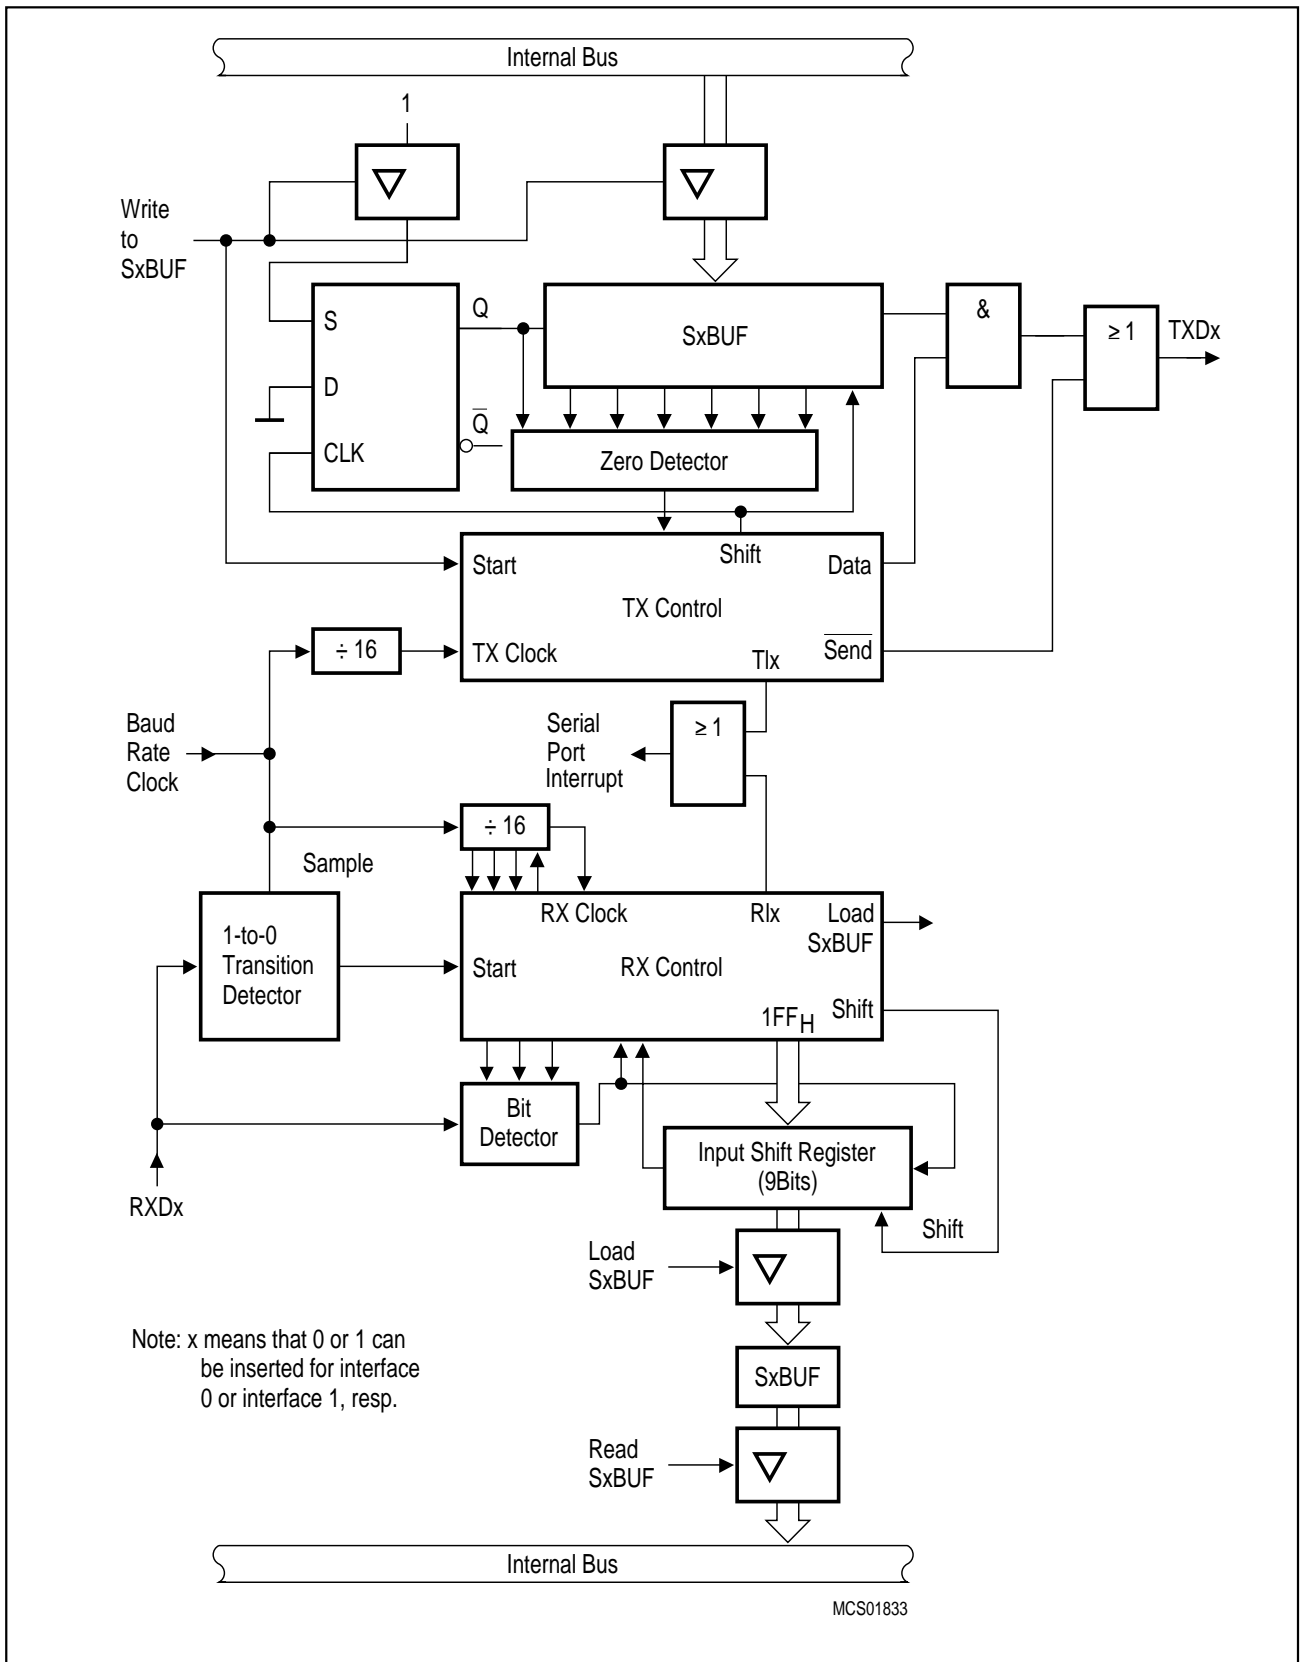 Internal Bus
1
Write
to
SxBUF
S
D
CLK
Q
Q̅
SxBUF
&
≥ 1
TXDx
Zero Detector
Start
Shift
Data
TX Control
TX Clock
TIx
S̅e̅n̅d̅
÷ 16
Baud
Rate
Clock
Serial
Port
Interrupt
≥ 1
÷ 16
Sample
1-to-0
Transition
Detector
RX Clock
RIx
Load
SxBUF
Start
RX Control
1FFH
Shift
Bit
Detector
Input Shift Register
(9Bits)
RXDx
Shift
Load
SxBUF
Note: x means that 0 or 1 can
be inserted for interface
0 or interface 1, resp.
SxBUF
Read
SxBUF
Internal Bus
MCS01833